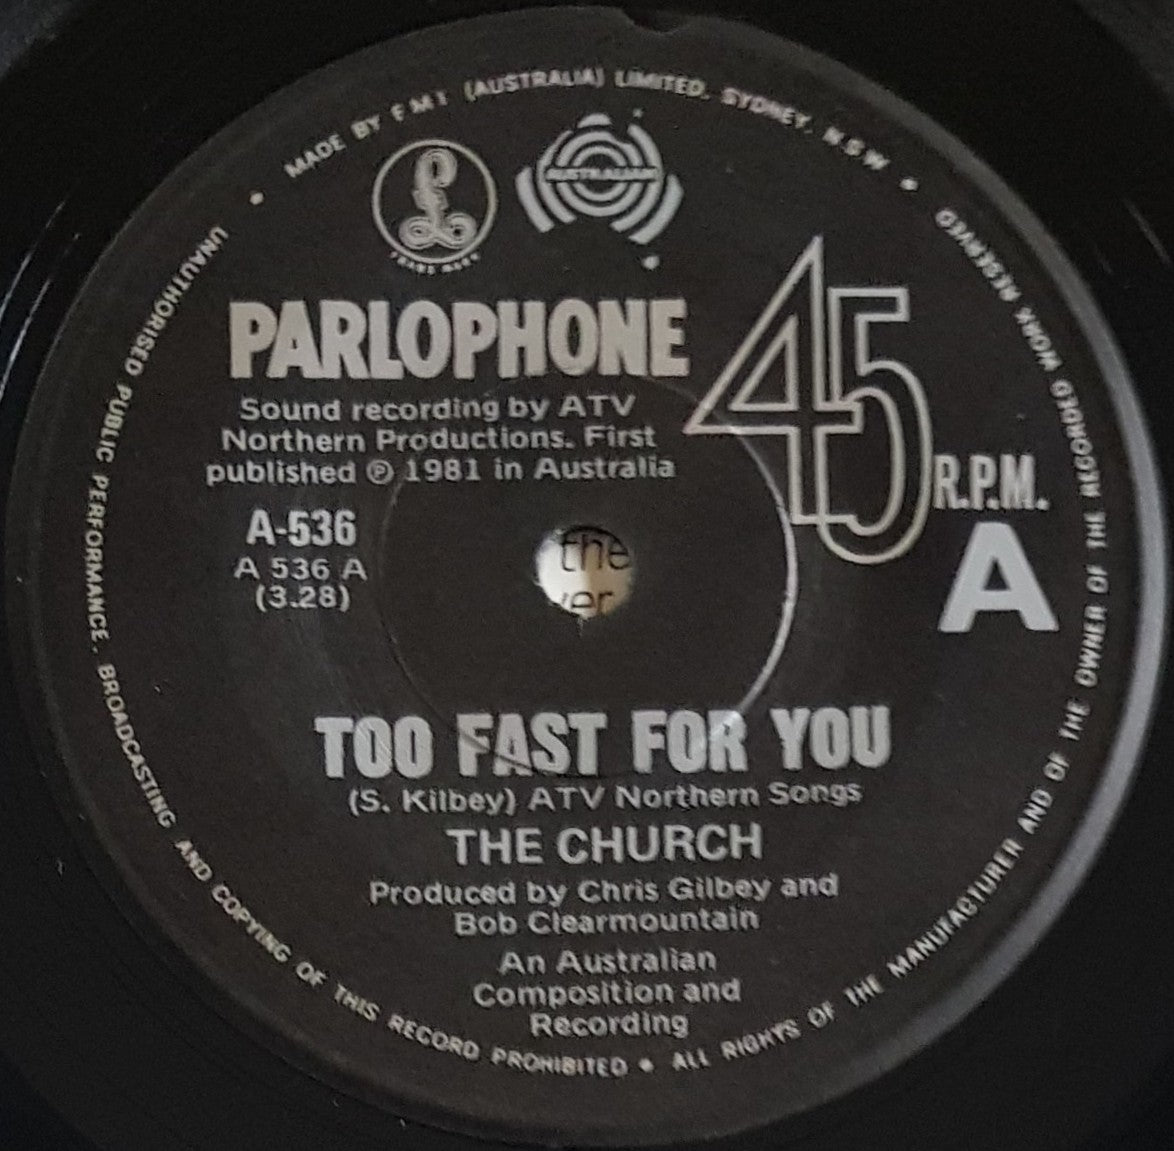 MADE BY E M I (AUSTRALIA) LIMITED. SYDNEY. N.S.W
TRADE MARK
AUSTRALIAN
PARLOPHONE
45
R.P.M.
Sound recording by ATV
Northern Productions. First
published ℗ 1981 in Australia
A-536
A 536 A
(3.28)
A
the
TOO FAST FOR YOU
(S. Kilbey) ATV Northern Songs
THE CHURCH
Produced by Chris Gilbey and
Bob Clearmountain
An Australian
Composition and
Recording
UNAUTHORISED PUBLIC PERFORMANCE. BROADCASTING AND COPYING OF THIS RECORD PROHIBITED • ALL RIGHTS OF THE MANUFACTURER AND OF THE OWNER OF THE RECORDED WORK RESERVED